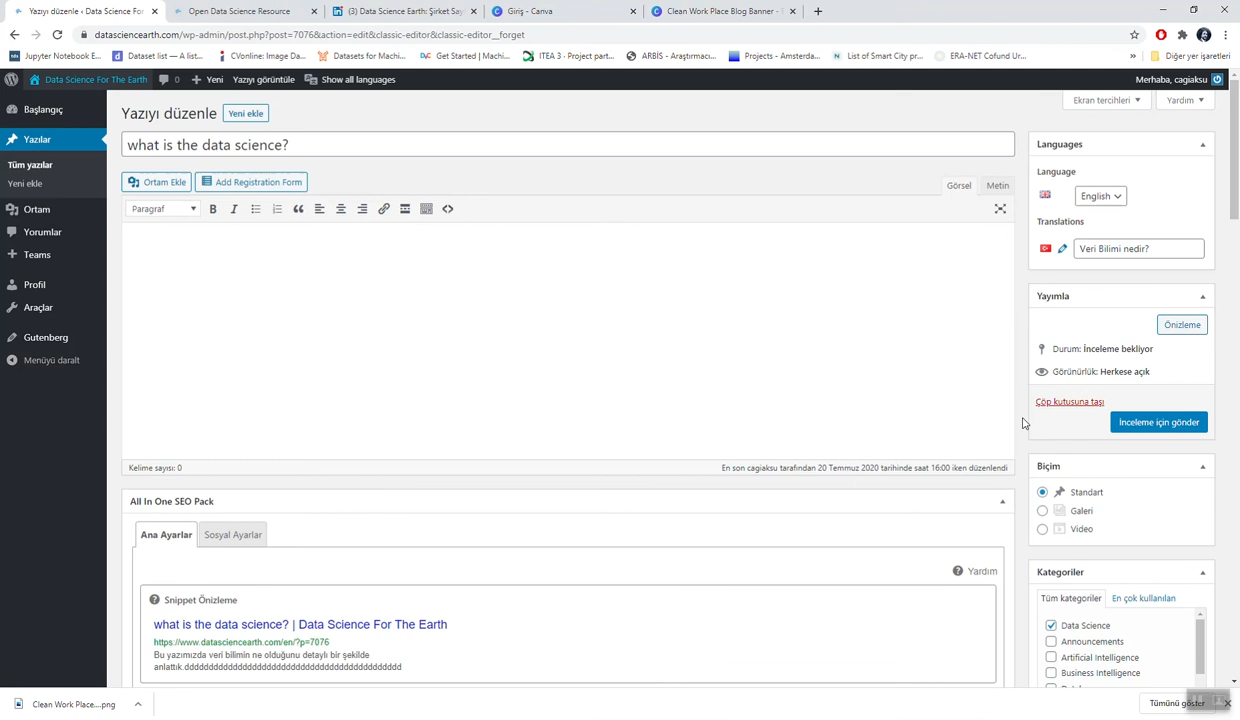 Yazıyı düzenle ‹ Data Science For T
Open Data Science Resource
(3) Data Science Earth: Şirket Say
Giriş - Canva
Clean Work Place Blog Banner -
datascienceearth.com/wp-admin/post.php?post=7076&action=edit&classic-editor&classic-editor__forget
Jupyter Notebook E...
Dataset list — A list...
CVonline: Image Da...
Datasets for Machin...
Get Started | Machi...
ITEA 3 · Project part...
ARBİS - Araştırmacı...
Projects - Amsterda...
List of Smart City pr...
ERA-NET Cofund Ur...
»
Diğer yer işaretleri
Data Science For The Earth
0
+ Yeni
Yazıyı görüntüle
Show all languages
Merhaba, cagiaksu
Başlangıç
Yazılar
Tüm yazılar
Yeni ekle
Ortam
Yorumlar
Teams
Profil
Araçlar
Gutenberg
Menüyü daralt
Ekran tercihleri
Yardım
Yazıyı düzenle
Yeni ekle
what is the data science?
Ortam Ekle
Add Registration Form
Görsel
Metin
Paragraf
B
I
Kelime sayısı: 0
En son cagiaksu tarafından 20 Temmuz 2020 tarihinde saat 16:00 iken düzenlendi
All In One SEO Pack
Ana Ayarlar
Sosyal Ayarlar
Yardım
Snippet Önizleme
what is the data science? | Data Science For The Earth
https://www.datascienceearth.com/en/?p=7076
Bu yazımızda veri bilimin ne olduğunu detaylı bir şekilde
Languages
Language
English
Translations
Veri Bilimi nedir?
Yayımla
Önizleme
Durum: İnceleme bekliyor
Görünürlük: Herkese açık
Çöp kutusuna taşı
İnceleme için gönder
Biçim
Standart
Galeri
Video
Kategoriler
Tüm kategoriler
En çok kullanılan
Data Science
Announcements
Artificial Intelligence
Business Intelligence
Clean Work Place....png
Tümünü göster